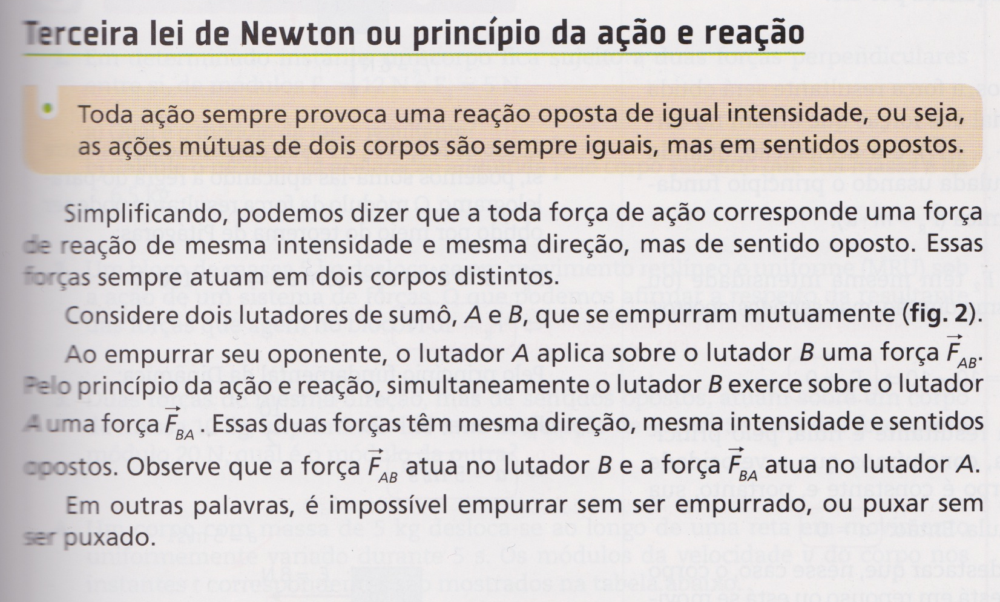 Terceira lei de Newton ou princípio da ação e reação
Toda ação sempre provoca uma reação oposta de igual intensidade, ou seja,
as ações mútuas de dois corpos são sempre iguais, mas em sentidos opostos.
Simplificando, podemos dizer que a toda força de ação corresponde uma força
de reação de mesma intensidade e mesma direção, mas de sentido oposto. Essas
forças sempre atuam em dois corpos distintos.
Considere dois lutadores de sumô, A e B, que se empurram mutuamente (fig. 2).
Ao empurrar seu oponente, o lutador A aplica sobre o lutador B uma força F⃗_AB.
Pelo princípio da ação e reação, simultaneamente o lutador B exerce sobre o lutador
A uma força F⃗_BA. Essas duas forças têm mesma direção, mesma intensidade e sentidos
opostos. Observe que a força F⃗_AB atua no lutador B e a força F⃗_BA atua no lutador A.
Em outras palavras, é impossível empurrar sem ser empurrado, ou puxar sem
ser puxado.